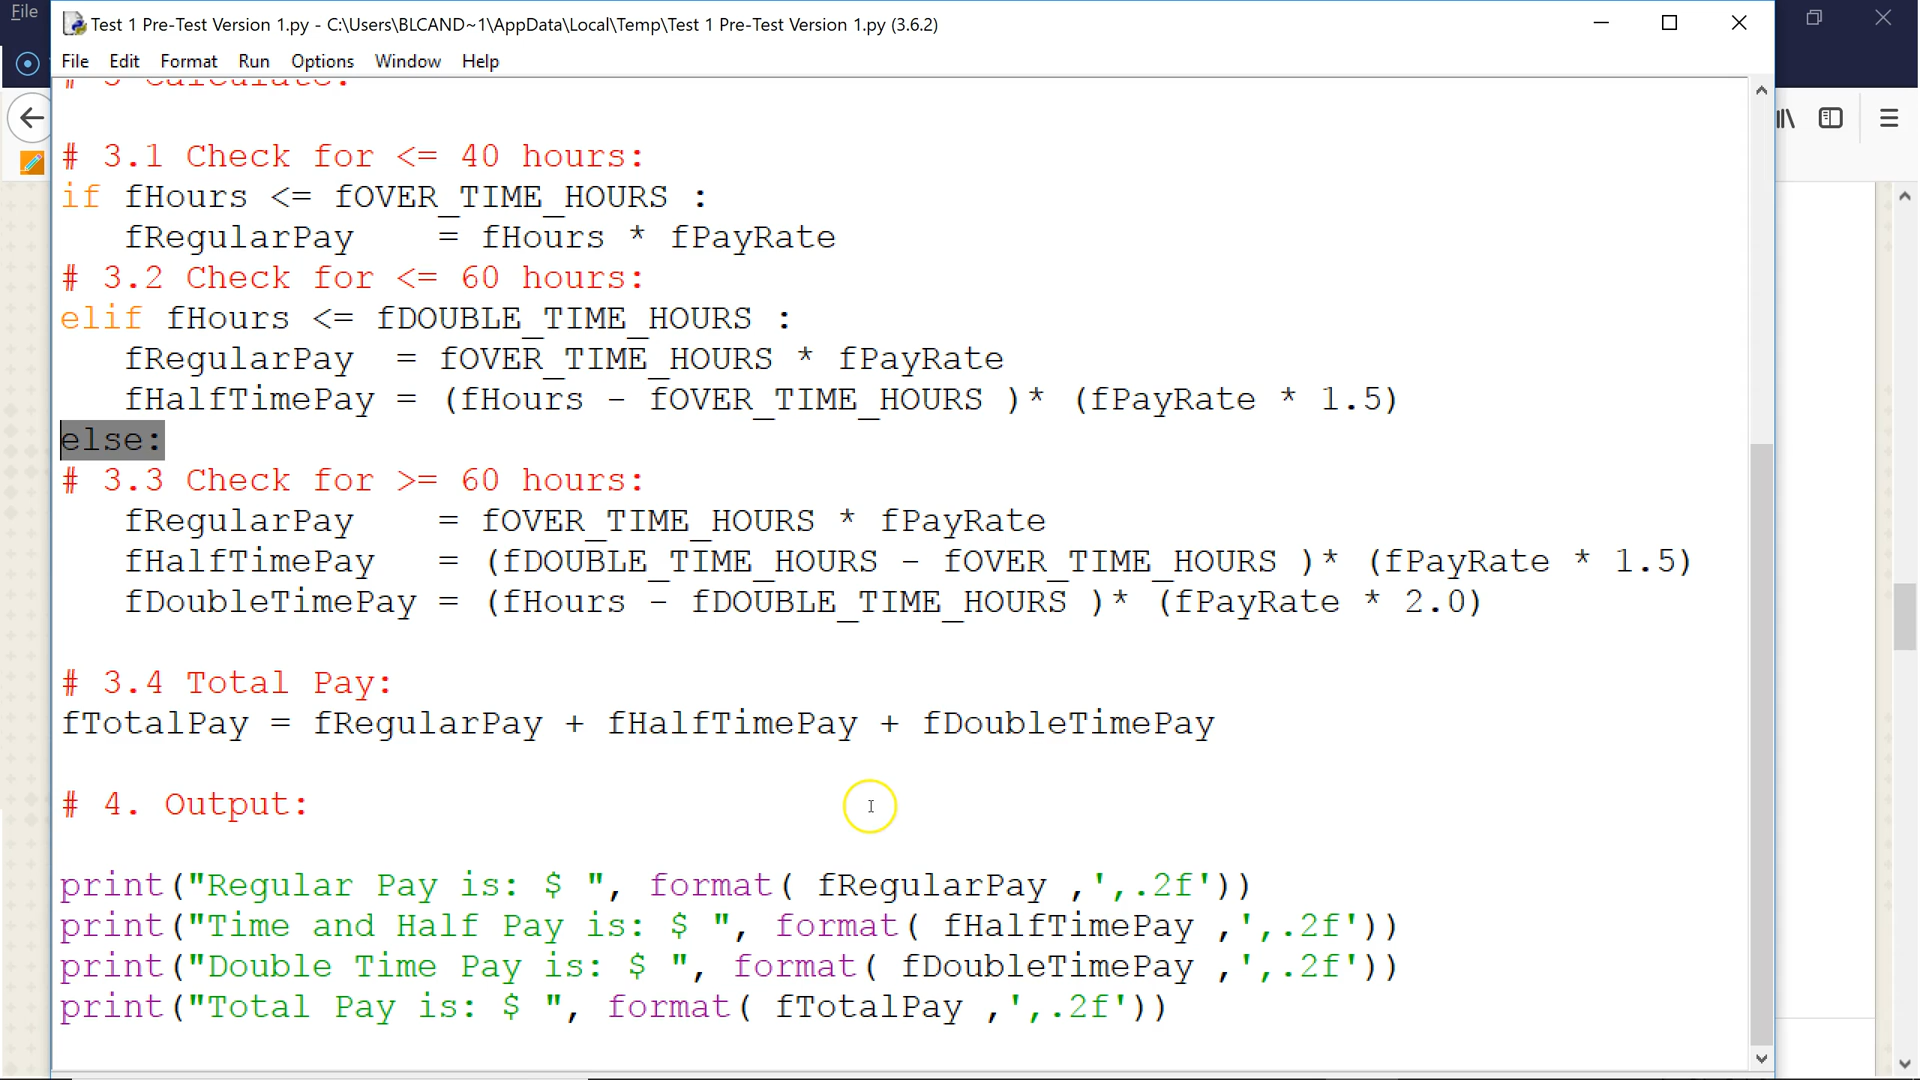 File
Test 1 Pre-Test Version 1.py - C:\Users\BLCAND~1\AppData\Local\Temp\Test 1 Pre-Test Version 1.py (3.6.2)
File Edit Format Run Options Window Help
# 3 Calculate:
# 3.1 Check for <= 40 hours:
if fHours <= fOVER_TIME_HOURS :
fRegularPay    = fHours * fPayRate
# 3.2 Check for <= 60 hours:
elif fHours <= fDOUBLE_TIME_HOURS :
fRegularPay  = fOVER_TIME_HOURS * fPayRate
fHalfTimePay = (fHours - fOVER_TIME_HOURS )* (fPayRate * 1.5)
else:
# 3.3 Check for >= 60 hours:
fRegularPay    = fOVER_TIME_HOURS * fPayRate
fHalfTimePay   = (fDOUBLE_TIME_HOURS - fOVER_TIME_HOURS )* (fPayRate * 1.5)
fDoubleTimePay = (fHours - fDOUBLE_TIME_HOURS )* (fPayRate * 2.0)
# 3.4 Total Pay:
fTotalPay = fRegularPay + fHalfTimePay + fDoubleTimePay
# 4. Output:
print("Regular Pay is: $ ", format( fRegularPay ,',.2f'))
print("Time and Half Pay is: $ ", format( fHalfTimePay ,',.2f'))
print("Double Time Pay is: $ ", format( fDoubleTimePay ,',.2f'))
print("Total Pay is: $ ", format( fTotalPay ,',.2f'))